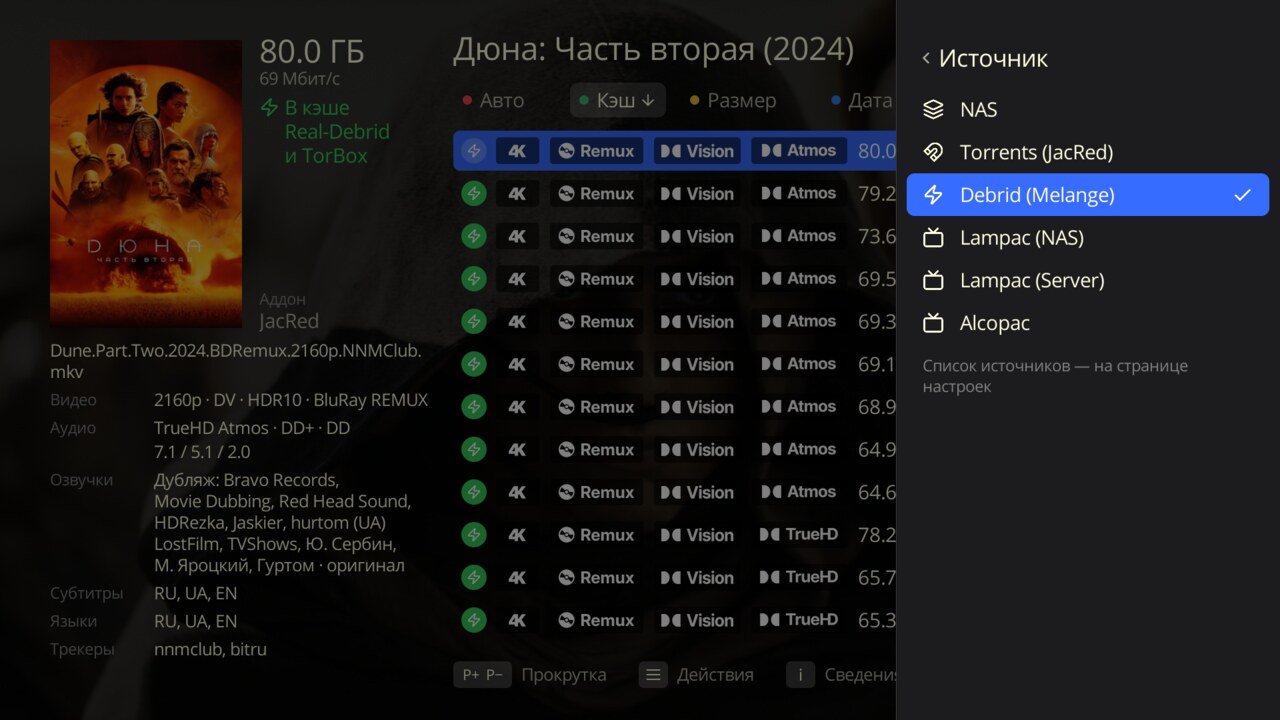 80.0 ГБ
69 Мбит/с
В кэше
Real-Debrid
и TorBox
ДЮНА
ЧАСТЬ ВТОРАЯ
Аддон
JacRed
Dune.Part.Two.2024.BDRemux.2160p.NNMClub.
mkv
Видео 2160p · DV · HDR10 · BluRay REMUX
Аудио TrueHD Atmos · DD+ · DD
7.1 / 5.1 / 2.0
Озвучки Дубляж: Bravo Records,
Movie Dubbing, Red Head Sound,
HDRezka, Jaskier, hurtom (UA)
LostFilm, TVShows, Ю. Сербин,
М. Яроцкий, Гуртом · оригинал
Субтитры RU, UA, EN
Языки RU, UA, EN
Трекеры nnmclub, bitru
Дюна: Часть вторая (2024)
Авто Кэш ↓ Размер Дата
4K Remux Vision Atmos 80.0
4K Remux Vision Atmos 79.2
4K Remux Vision Atmos 73.6
4K Remux Vision Atmos 69.5
4K Remux Vision Atmos 69.3
4K Remux Vision Atmos 69.1
4K Remux Vision Atmos 68.9
4K Remux Vision Atmos 64.9
4K Remux Vision Atmos 64.6
4K Remux Vision TrueHD 78.2
4K Remux Vision TrueHD 65.7
4K Remux Vision TrueHD 65.3
P+ P− Прокрутка Действия i Сведения
Источник
NAS
Torrents (JacRed)
Debrid (Melange)
Lampac (NAS)
Lampac (Server)
Alcopac
Список источников — на странице
настроек